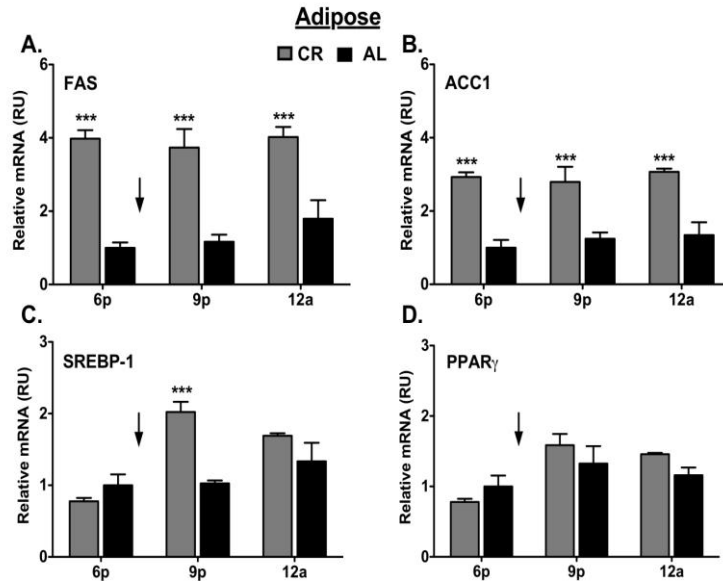 Adipose
CR AL
A.
FAS
Relative mRNA (RU)
6
4
2
0
*** *** ***
6p 9p 12a
B.
ACC1
Relative mRNA (RU)
6
4
2
0
*** *** ***
6p 9p 12a
C.
SREBP-1
Relative mRNA (RU)
3
2
1
0
***
6p 9p 12a
D.
PPARγ
Relative mRNA (RU)
3
2
1
0
6p 9p 12a